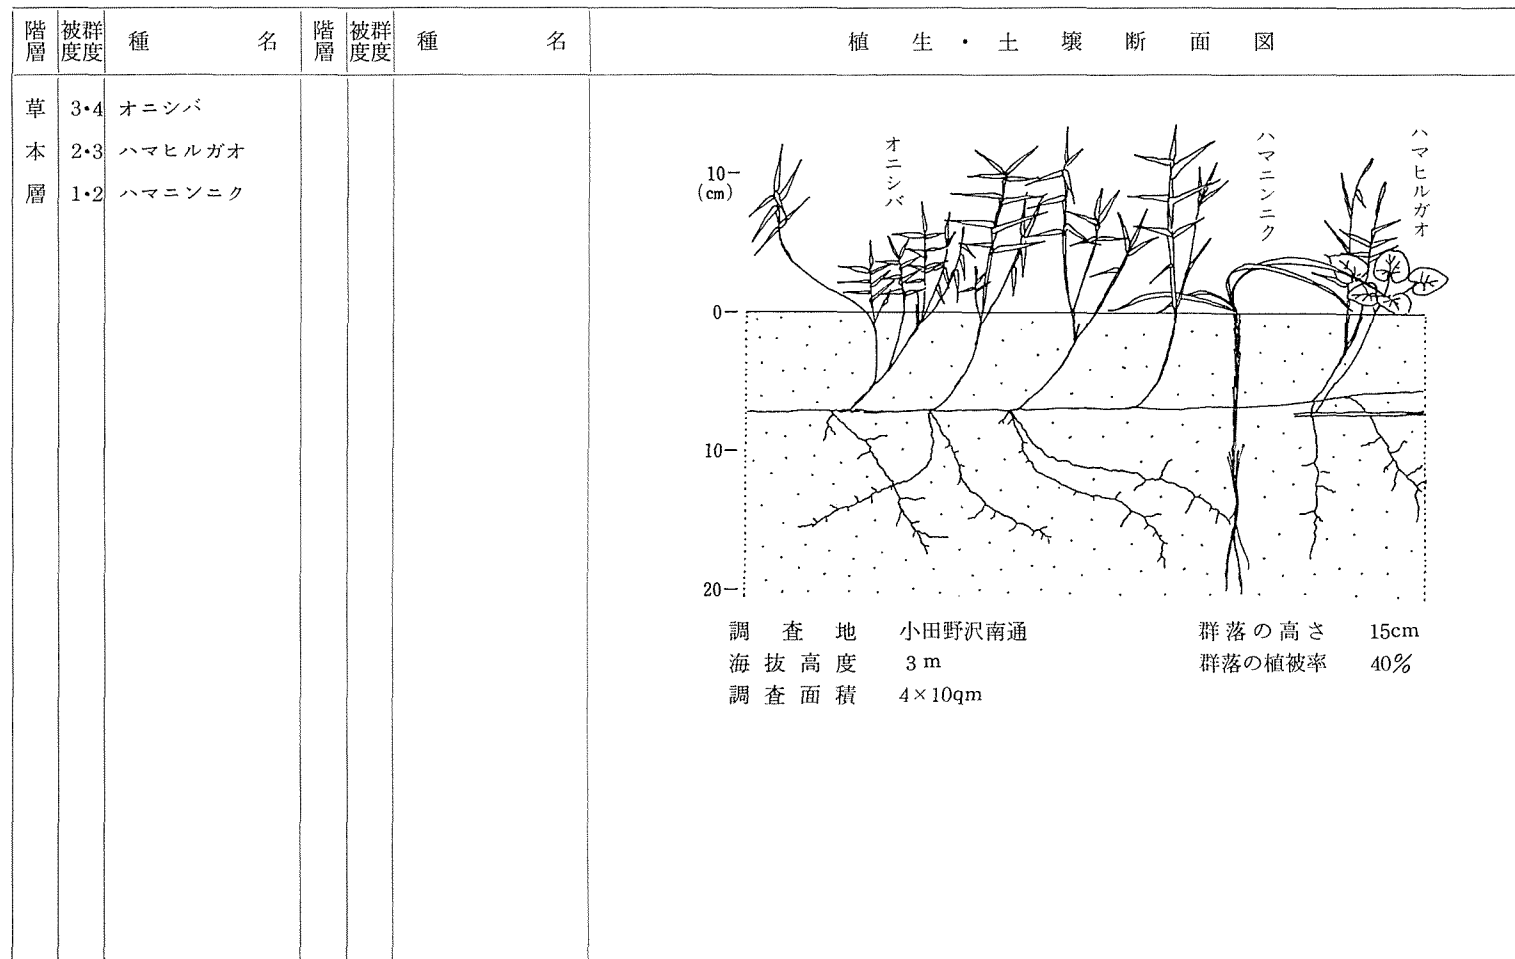 階層 被度 群度 種名 階層 被度 群度 種名 植生・土壌断面図
草 3・4 オニシバ
本 2・3 ハマヒルガオ
層 1・2 ハマニンニク
オニシバ
ハマニンニク
ハマヒルガオ
10
(cm)
0
10
20
調査地 小田野沢南通 群落の高さ 15cm
海抜高度 3m 群落の植被率 40%
調査面積 4×10qm